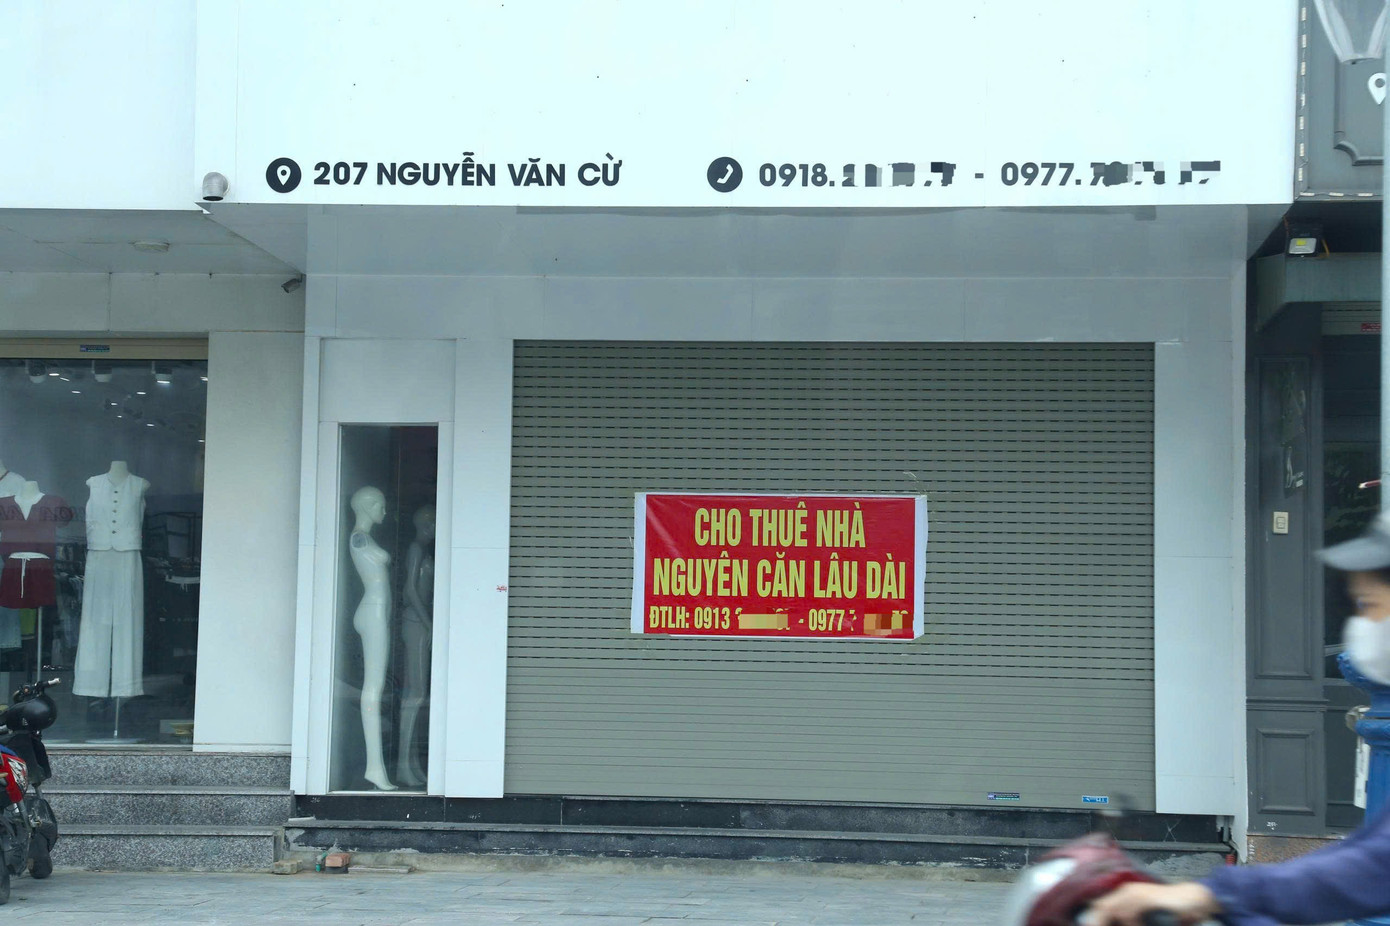 207 NGUYỄN VĂN CỪ
0918. - 0977.
CHO THUÊ NHÀ
NGUYÊN CĂN LÂU DÀI
ĐTLH: 0913 - 0977